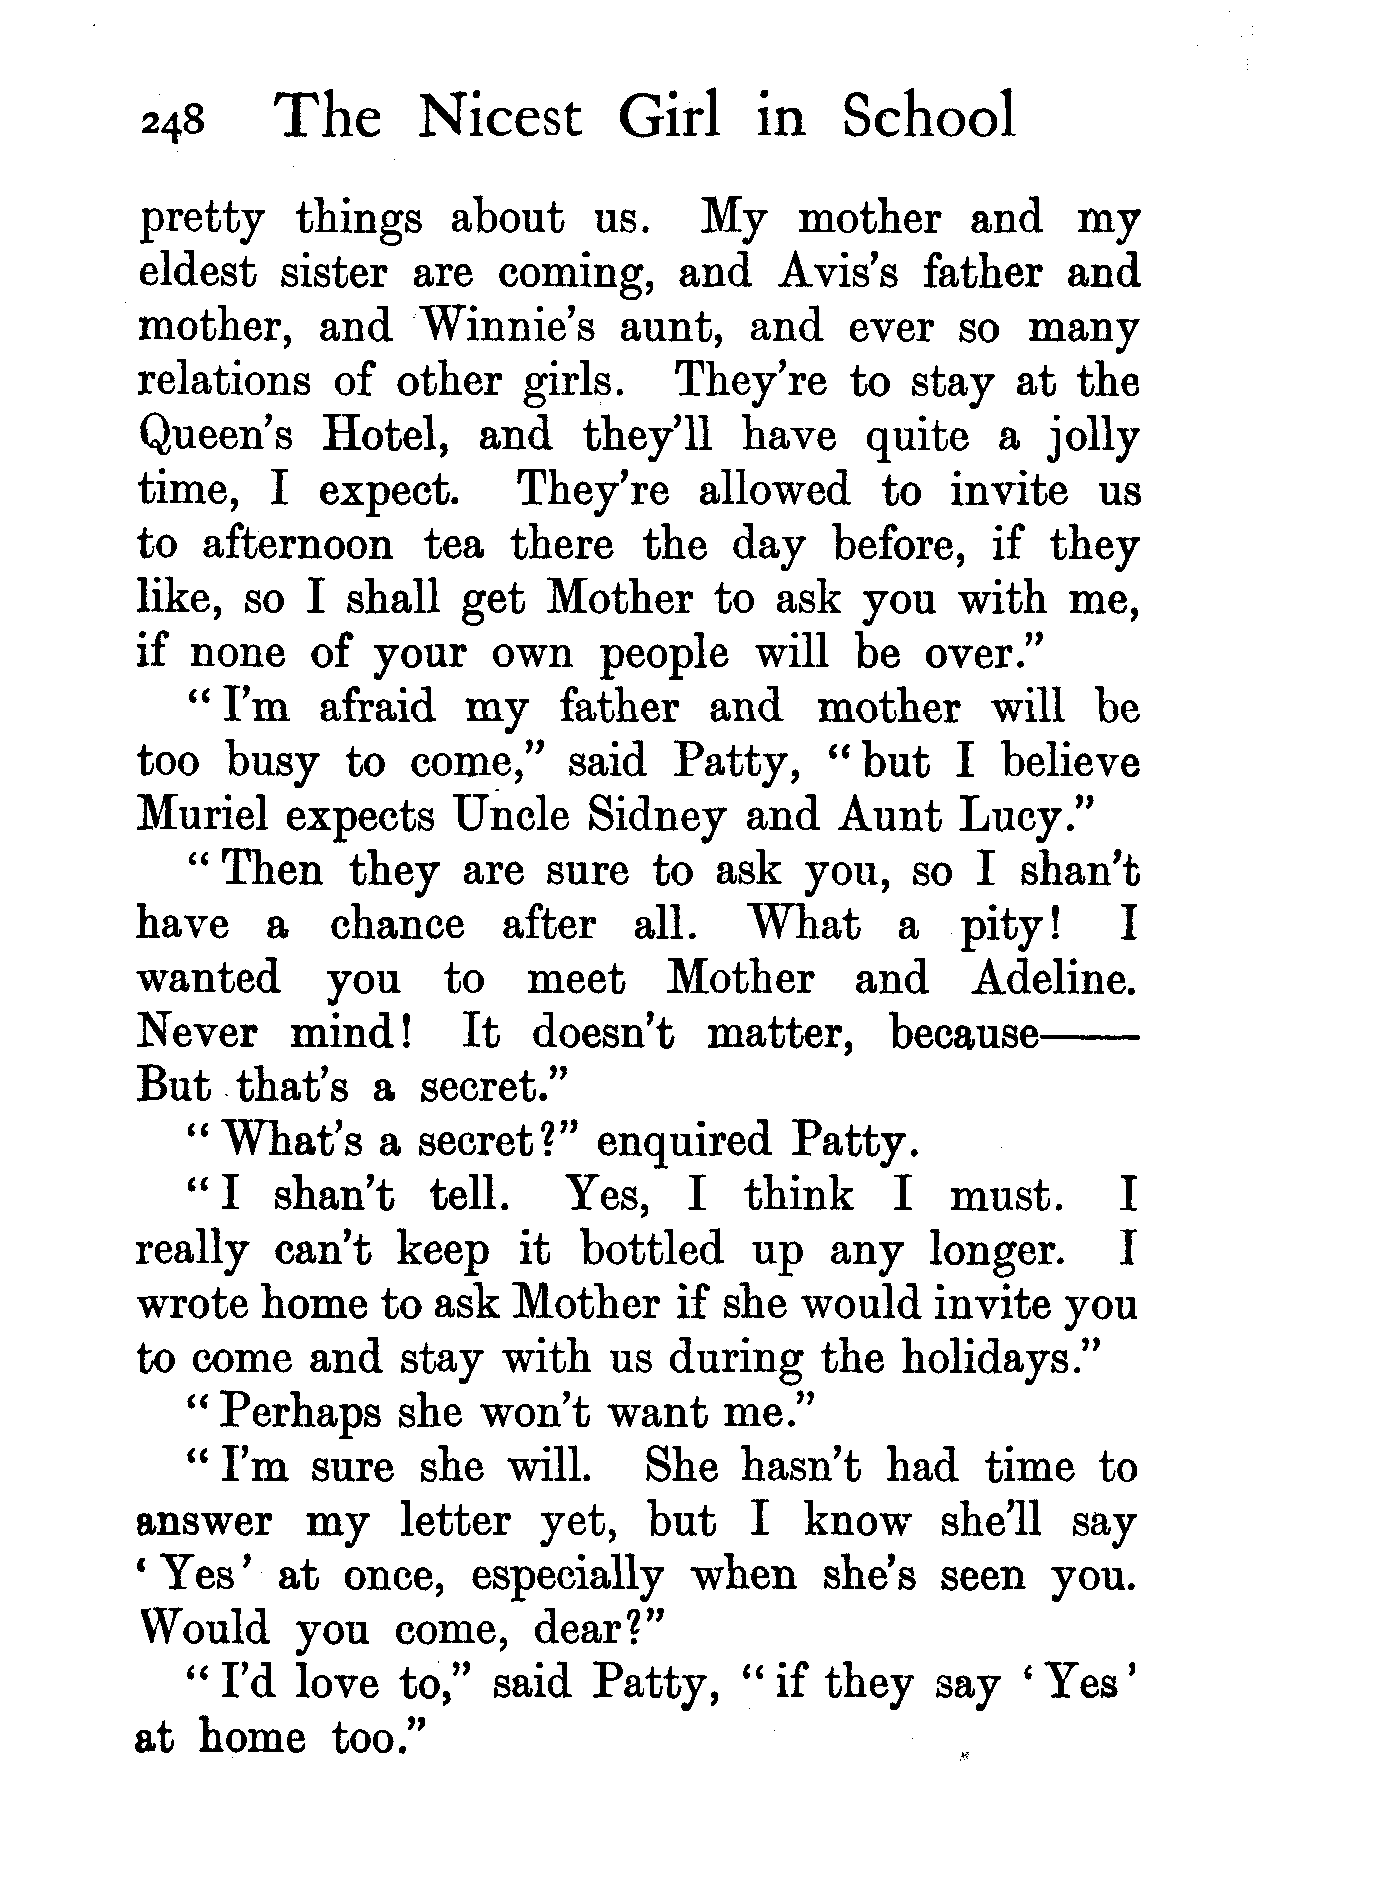 248 The Nicest Girl in School
pretty things about us. My mother and my
eldest sister are coming, and Avis's father and
mother, and Winnie's aunt, and ever so many
relations of other girls. They're to stay at the
Queen's Hotel, and they'll have quite a jolly
time, I expect. They're allowed to invite us
to afternoon tea there the day before, if they
like, so I shall get Mother to ask you with me,
if none of your own people will be over."
"I'm afraid my father and mother will be
too busy to come," said Patty, "but I believe
Muriel expects Uncle Sidney and Aunt Lucy."
"Then they are sure to ask you, so I shan't
have a chance after all. What a pity! I
wanted you to meet Mother and Adeline.
Never mind! It doesn't matter, because——
But that's a secret."
"What's a secret?" enquired Patty.
"I shan't tell. Yes, I think I must. I
really can't keep it bottled up any longer. I
wrote home to ask Mother if she would invite you
to come and stay with us during the holidays."
"Perhaps she won't want me."
"I'm sure she will. She hasn't had time to
answer my letter yet, but I know she'll say
'Yes' at once, especially when she's seen you.
Would you come, dear?"
"I'd love to," said Patty, "if they say 'Yes'
at home too."